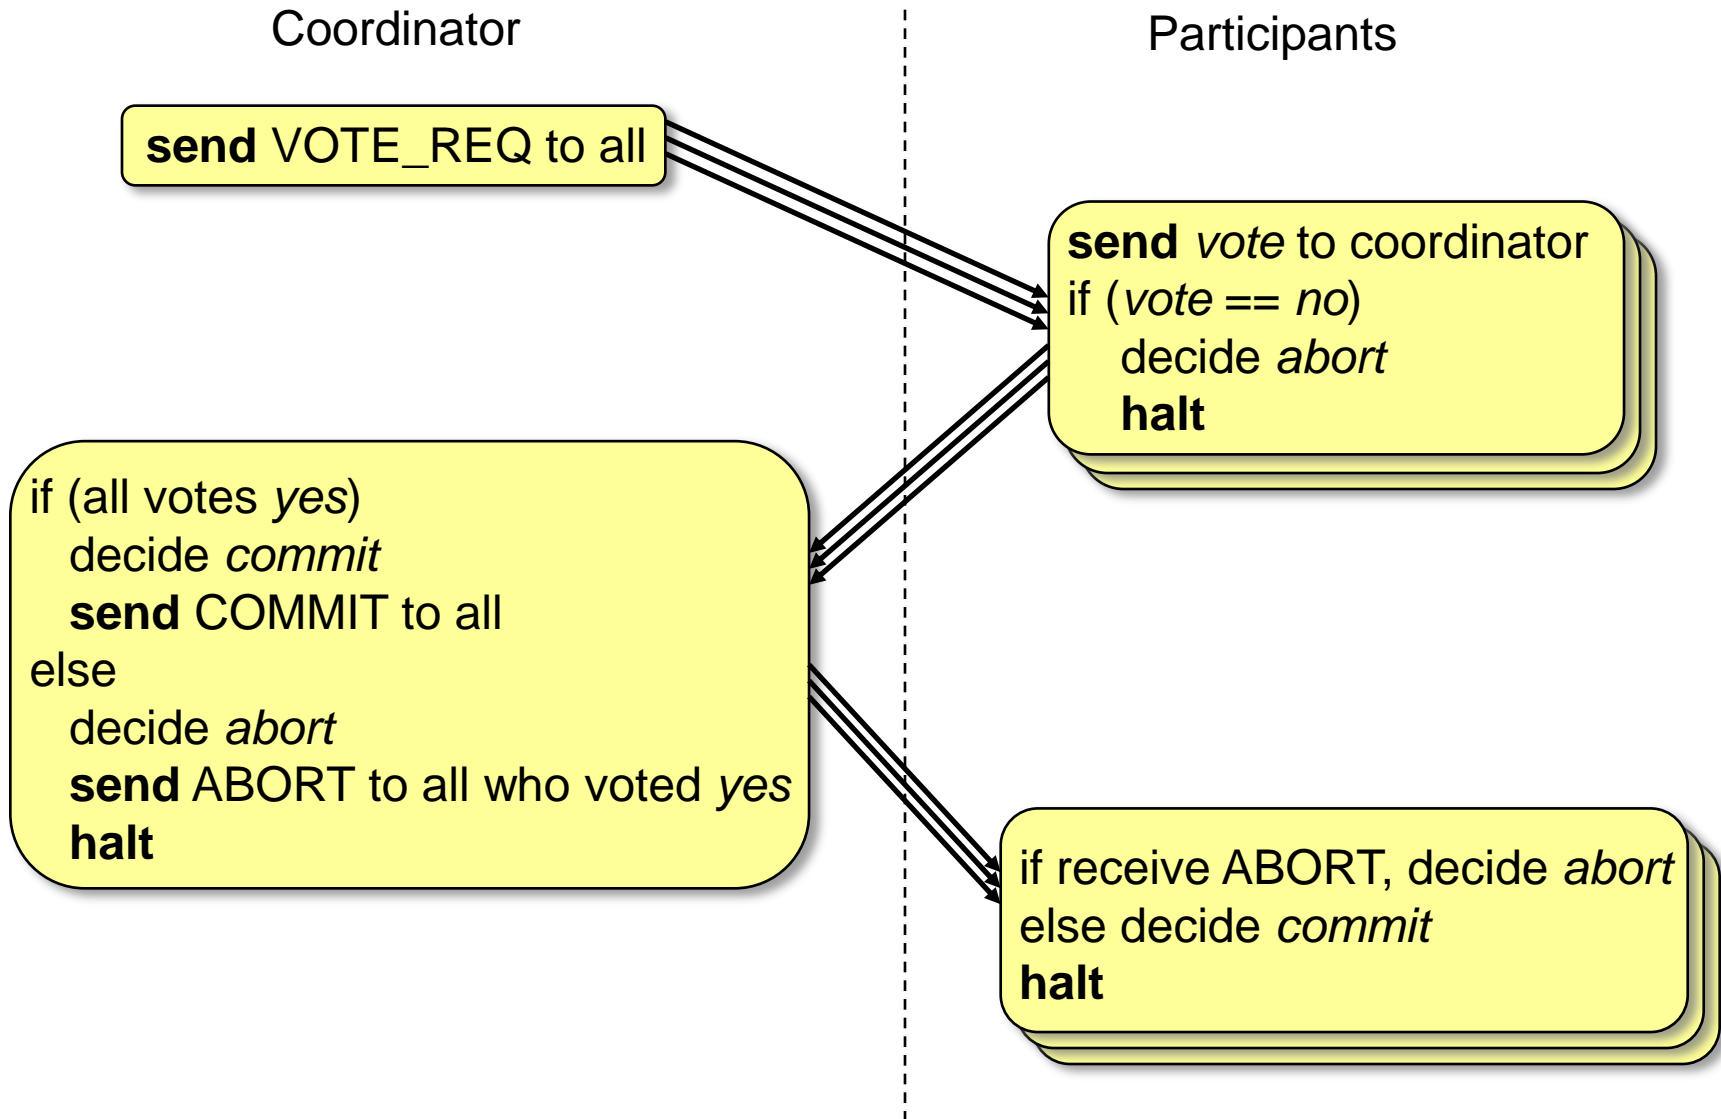 Coordinator
Participants
send VOTE_REQ to all
send vote to coordinator
if (vote == no)
decide abort
halt
if (all votes yes)
decide commit
send COMMIT to all
else
decide abort
send ABORT to all who voted yes
halt
if receive ABORT, decide abort
else decide commit
halt